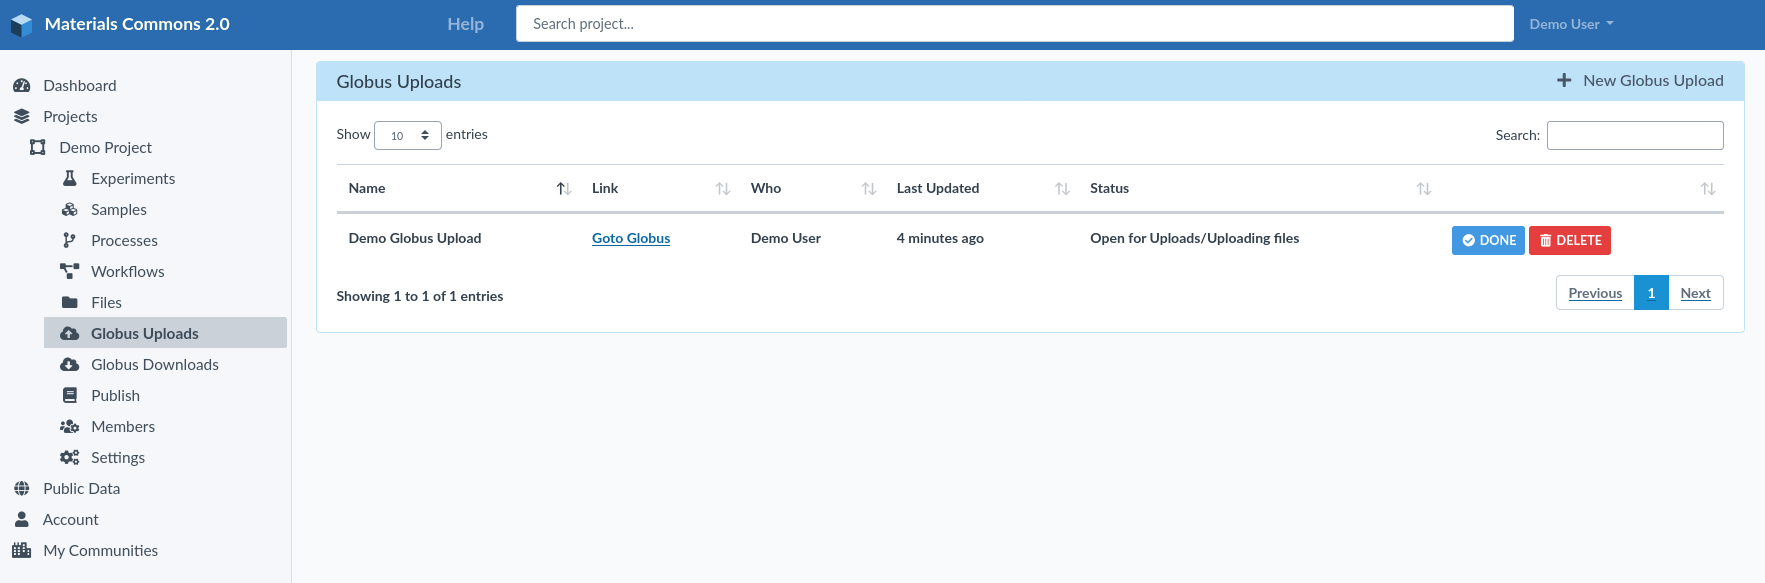 Materials Commons 2.0
Help
Search project...
Demo User
Dashboard
Projects
Demo Project
Experiments
Samples
Processes
Workflows
Files
Globus Uploads
Globus Downloads
Publish
Members
Settings
Public Data
Account
My Communities
Globus Uploads
New Globus Upload
Show 10 entries
Search:
Name Link Who Last Updated Status
Demo Globus Upload Goto Globus Demo User 4 minutes ago Open for Uploads/Uploading files DONE DELETE
Showing 1 to 1 of 1 entries
Previous 1 Next